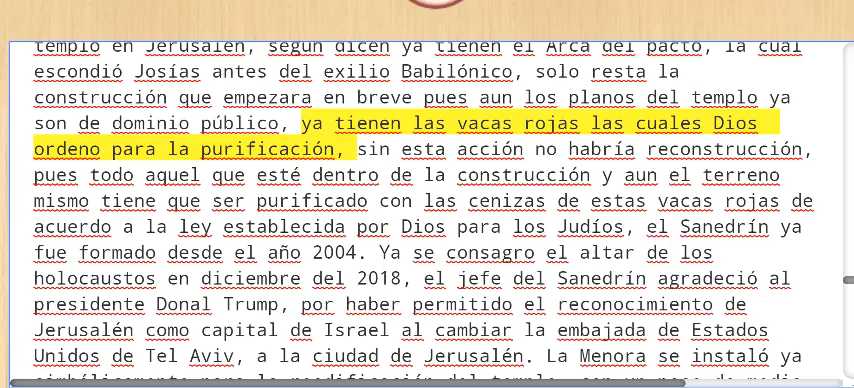 templo en Jerusalén, según dicen ya tienen el Arca del pacto, la cual
escondió Josías antes del exilio Babilónico, solo resta la
construcción que empezara en breve pues aun los planos del templo ya
son de dominio público, ya tienen las vacas rojas las cuales Dios
ordeno para la purificación, sin esta acción no habría reconstrucción,
pues todo aquel que esté dentro de la construcción y aun el terreno
mismo tiene que ser purificado con las cenizas de estas vacas rojas de
acuerdo a la ley establecida por Dios para los Judíos, el Sanedrín ya
fue formado desde el año 2004. Ya se consagro el altar de los
holocaustos en diciembre del 2018, el jefe del Sanedrín agradeció al
presidente Donal Trump, por haber permitido el reconocimiento de
Jerusalén como capital de Israel al cambiar la embajada de Estados
Unidos de Tel Aviv, a la ciudad de Jerusalén. La Menora se instaló ya